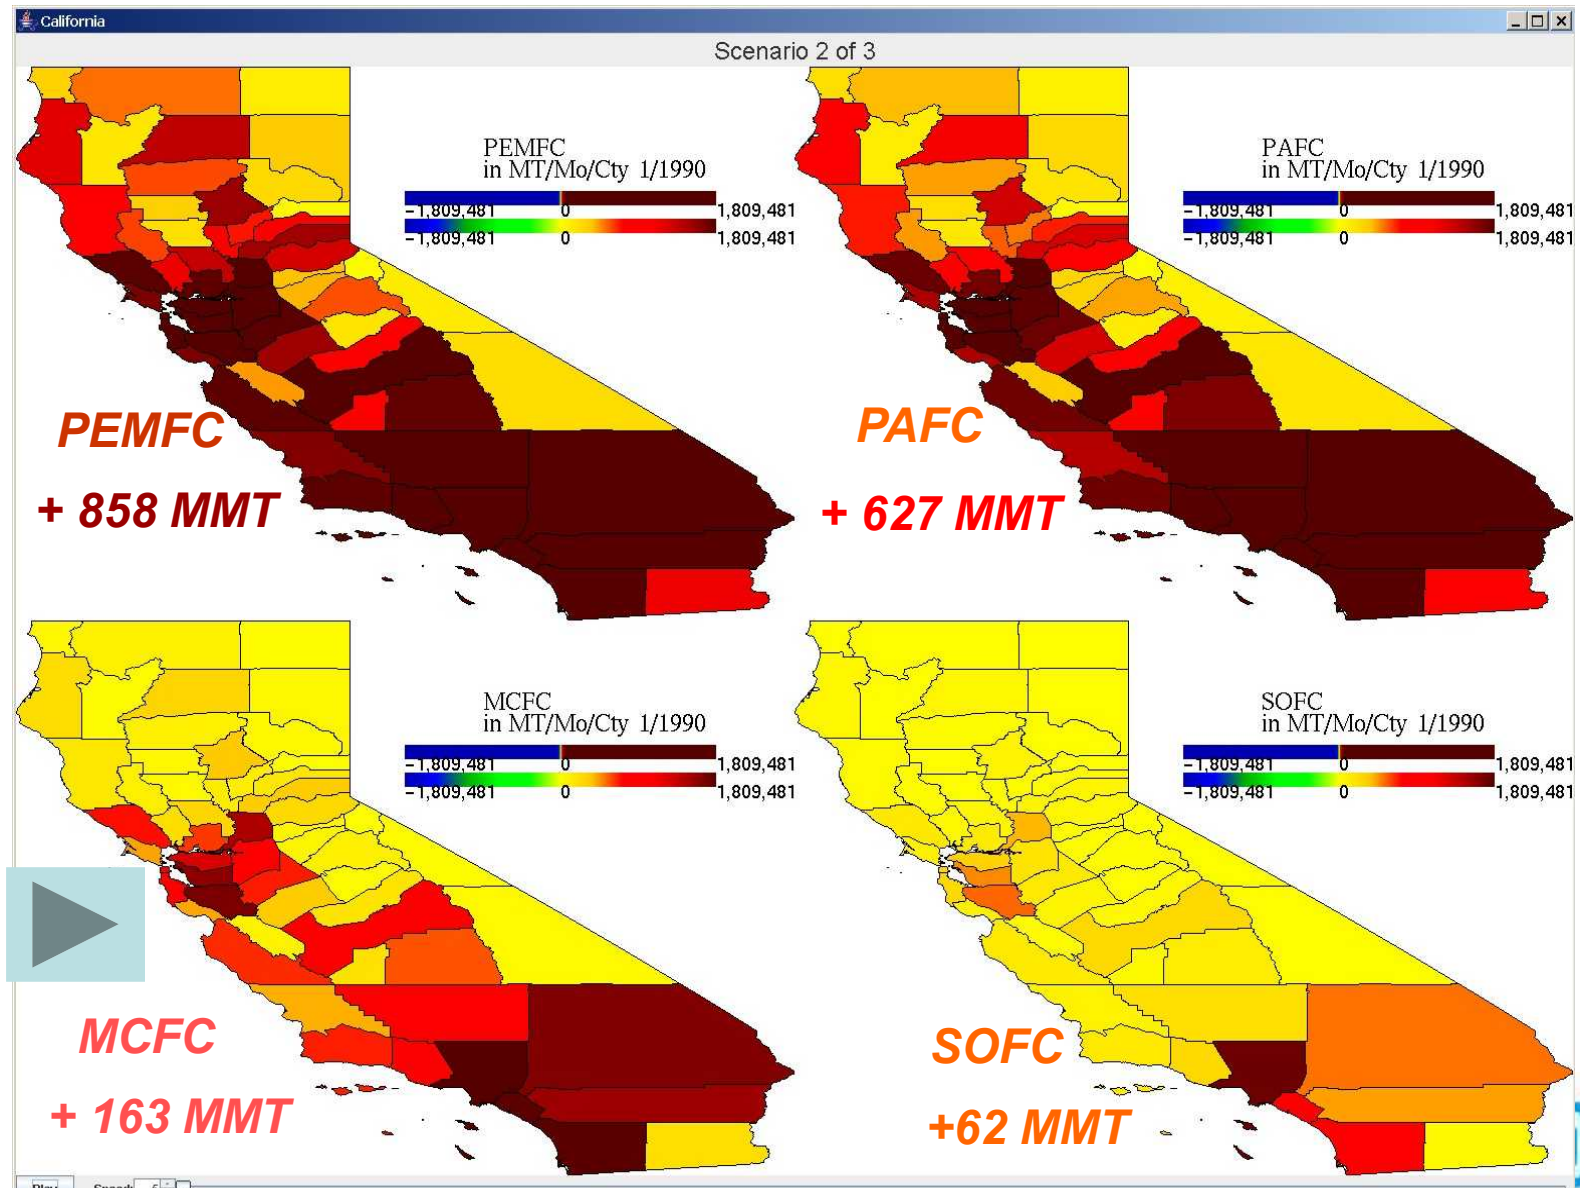 California
Scenario 2 of 3
PEMFC
in MT/Mo/Cty 1/1990
-1,809,481 0 1,809,481
-1,809,481 0 1,809,481
PEMFC
+ 858 MMT
PAFC
in MT/Mo/Cty 1/1990
-1,809,481 0 1,809,481
-1,809,481 0 1,809,481
PAFC
+ 627 MMT
MCFC
in MT/Mo/Cty 1/1990
-1,809,481 0 1,809,481
-1,809,481 0 1,809,481
MCFC
+ 163 MMT
SOFC
in MT/Mo/Cty 1/1990
-1,809,481 0 1,809,481
-1,809,481 0 1,809,481
SOFC
+62 MMT